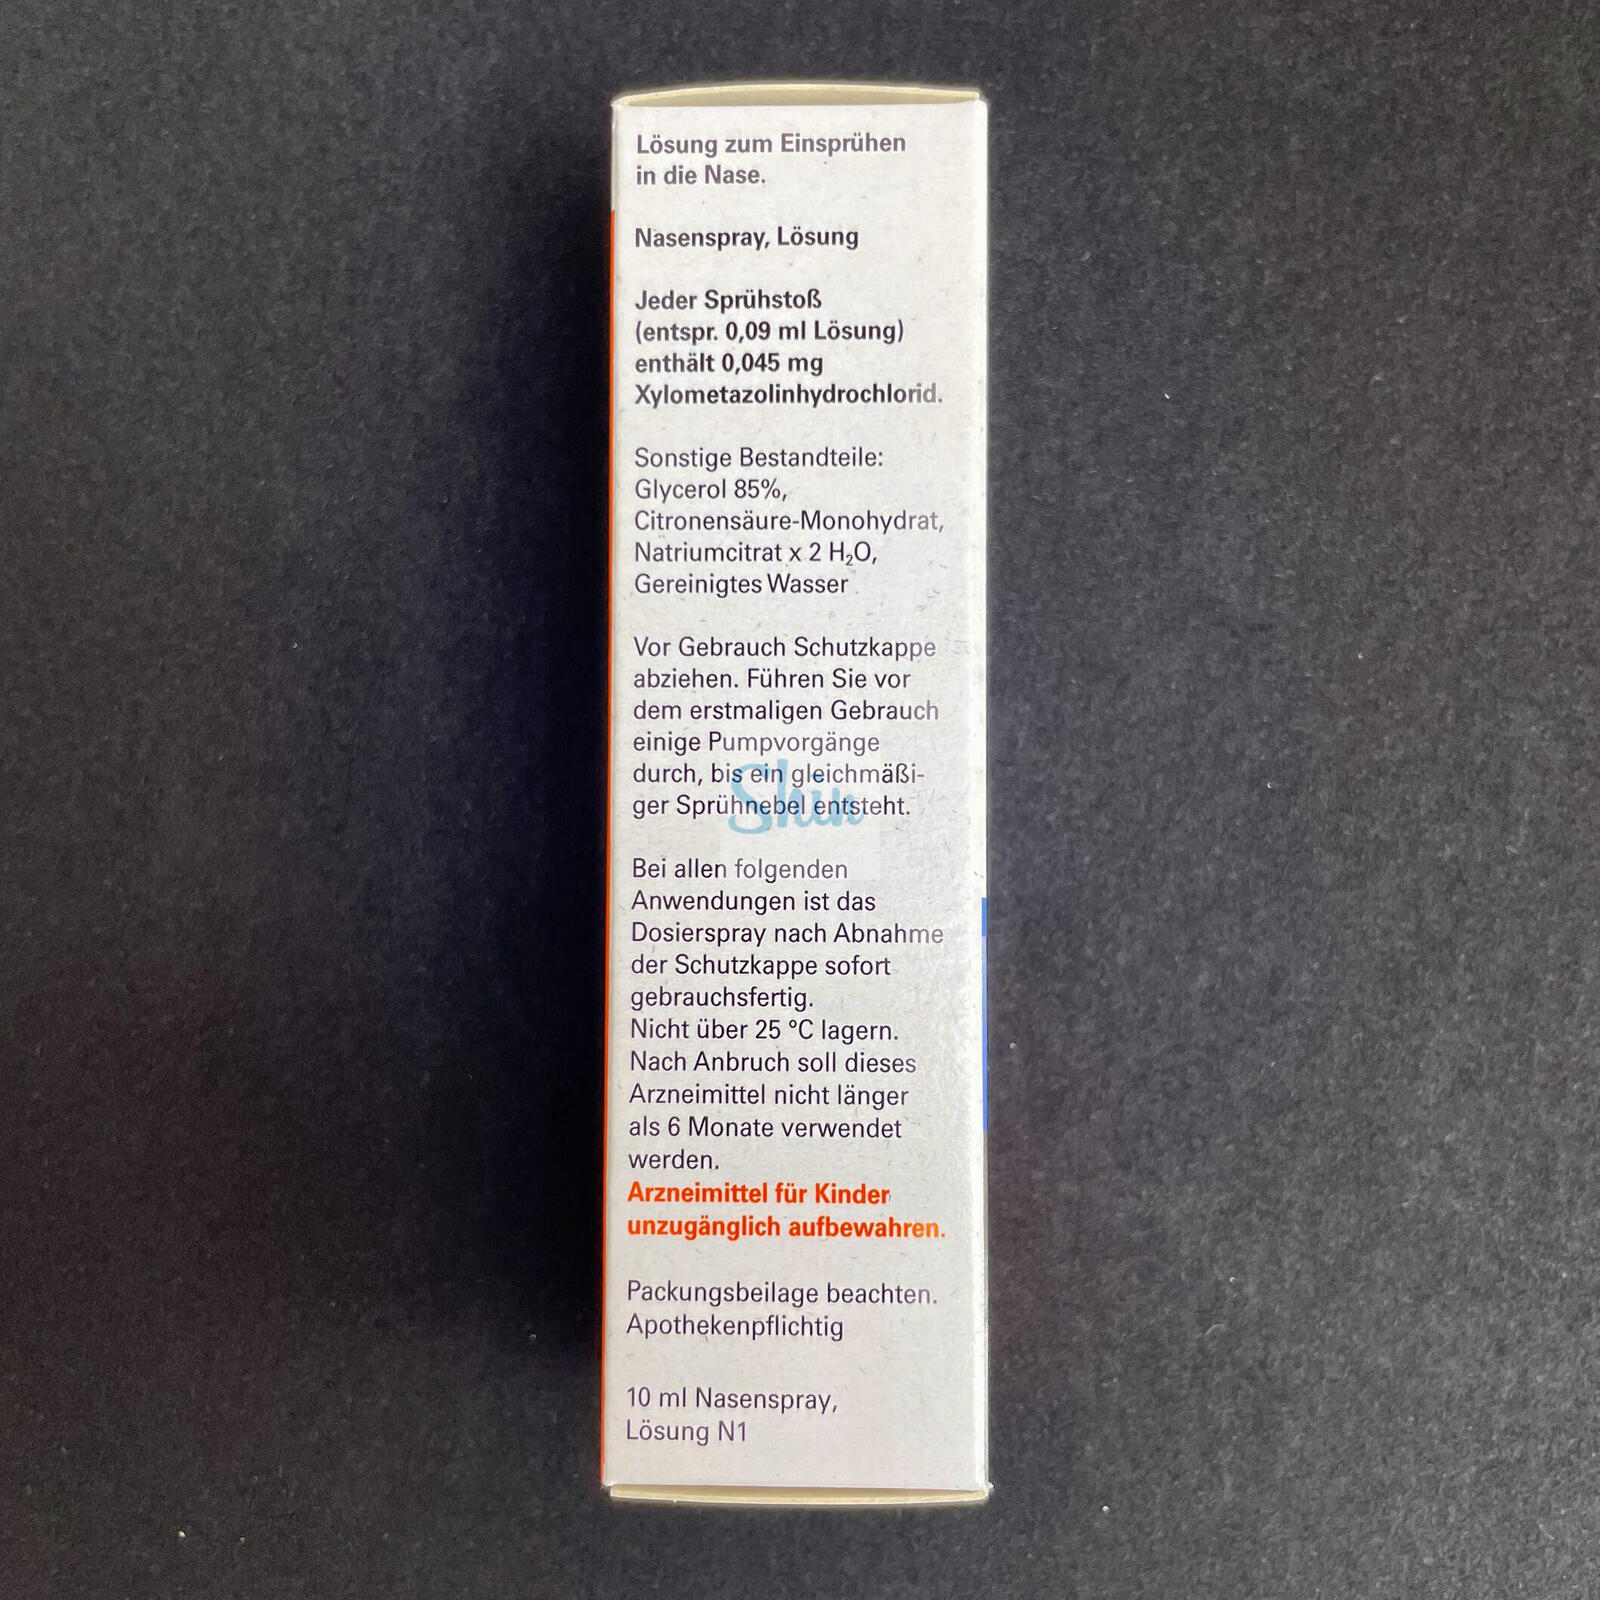 Lösung zum Einsprühen
in die Nase.
Nasenspray, Lösung
Jeder Sprühstoß
(entspr. 0,09 ml Lösung)
enthält 0,045 mg
Xylometazolinhydrochlorid.
Sonstige Bestandteile:
Glycerol 85%,
Citronensäure-Monohydrat,
Natriumcitrat x 2 H₂O,
Gereinigtes Wasser
Vor Gebrauch Schutzkappe
abziehen. Führen Sie vor
dem erstmaligen Gebrauch
einige Pumpvorgänge
durch, bis ein gleichmäßi-
ger Sprühnebel entsteht.
Shin
Bei allen folgenden
Anwendungen ist das
Dosierspray nach Abnahme
der Schutzkappe sofort
gebrauchsfertig.
Nicht über 25 °C lagern.
Nach Anbruch soll dieses
Arzneimittel nicht länger
als 6 Monate verwendet
werden.
Arzneimittel für Kinder
unzugänglich aufbewahren.
Packungsbeilage beachten.
Apothekenpflichtig
10 ml Nasenspray,
Lösung N1